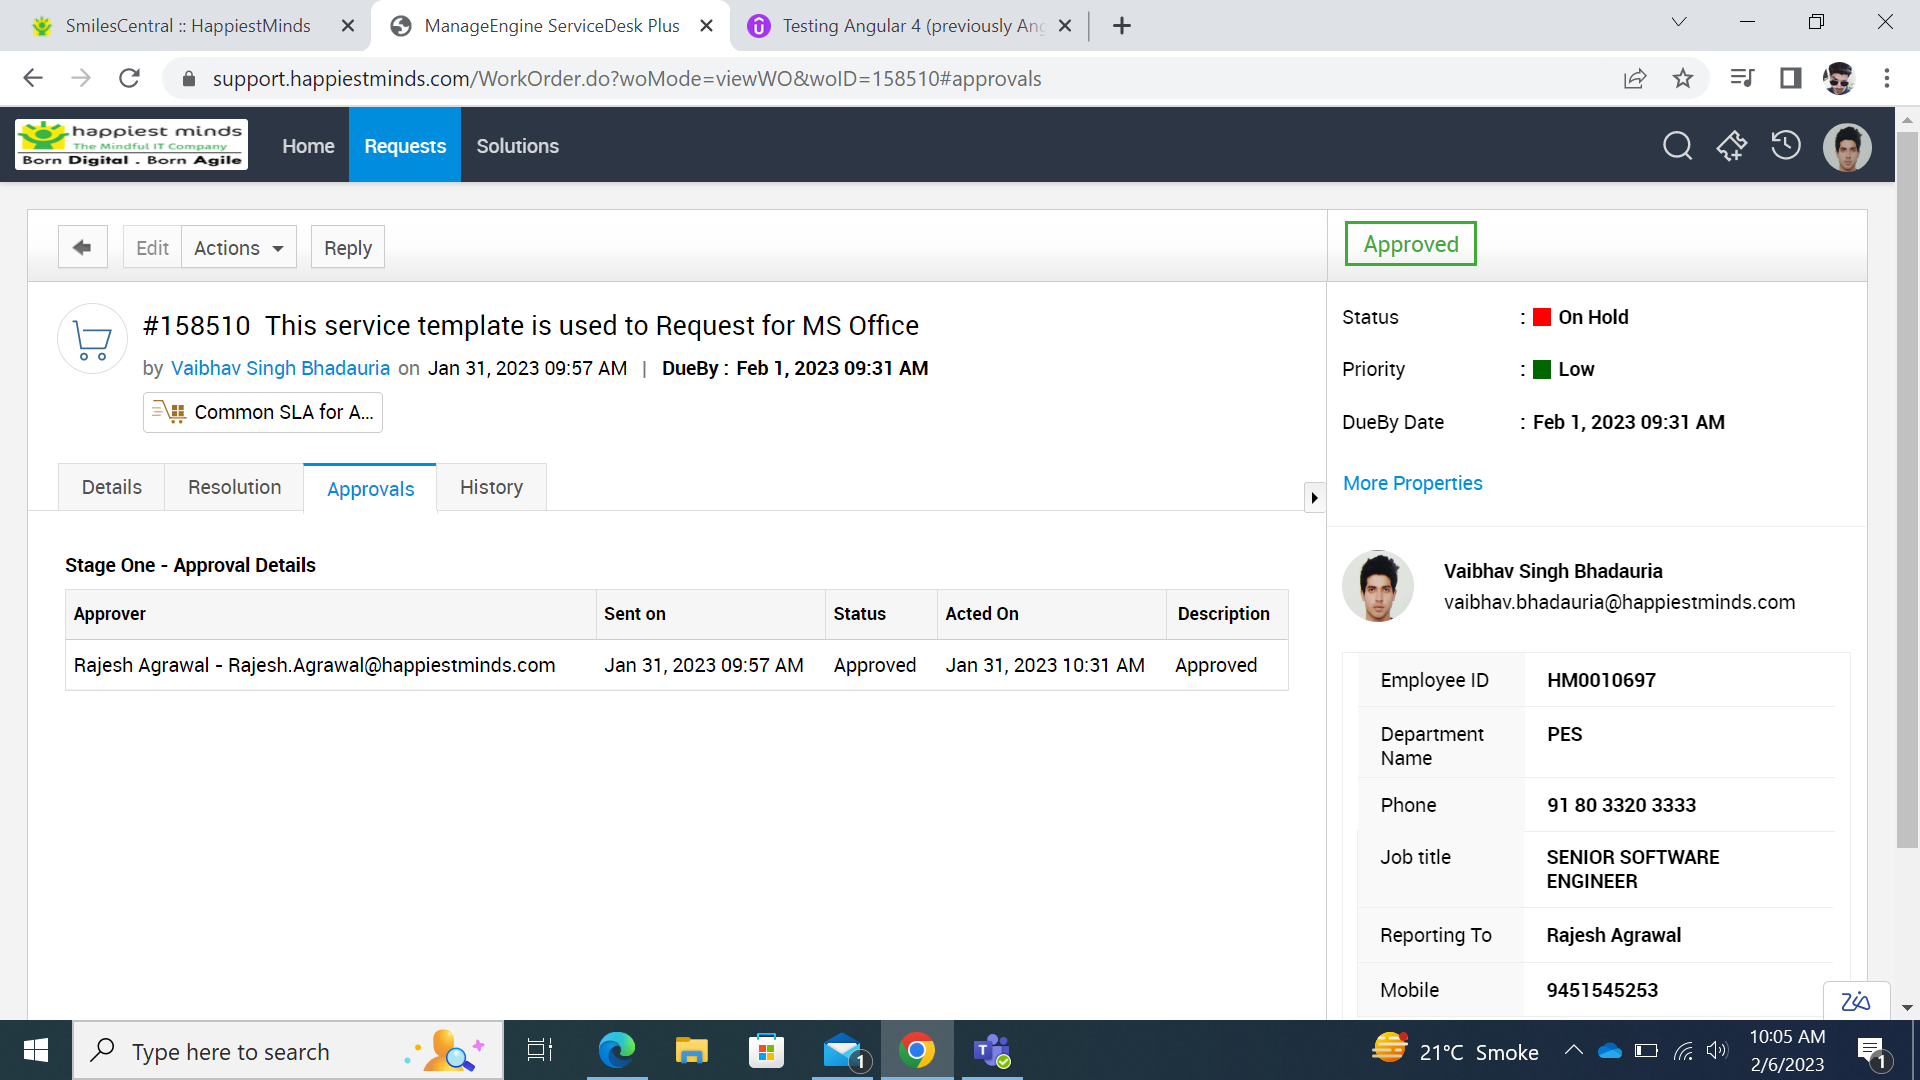 SmilesCentral :: HappiestMinds
ManageEngine ServiceDesk Plus
Testing Angular 4 (previously Ang
support.happiestminds.com/WorkOrder.do?woMode=viewWO&woID=158510#approvals
happiest minds
The Mindful IT Company
Born Digital . Born Agile
Home
Requests
Solutions
Edit
Actions
Reply
Approved
#158510 This service template is used to Request for MS Office
by Vaibhav Singh Bhadauria on Jan 31, 2023 09:57 AM | DueBy : Feb 1, 2023 09:31 AM
Common SLA for A...
Details
Resolution
Approvals
History
Stage One - Approval Details
Approver Sent on Status Acted On Description
Rajesh Agrawal - Rajesh.Agrawal@happiestminds.com Jan 31, 2023 09:57 AM Approved Jan 31, 2023 10:31 AM Approved
Status : On Hold
Priority : Low
DueBy Date : Feb 1, 2023 09:31 AM
More Properties
Vaibhav Singh Bhadauria
vaibhav.bhadauria@happiestminds.com
Employee ID HM0010697
Department PES
Name
Phone 91 80 3320 3333
Job title SENIOR SOFTWARE
ENGINEER
Reporting To Rajesh Agrawal
Mobile 9451545253
Zia
Type here to search
1
21°C Smoke
10:05 AM
2/6/2023
1